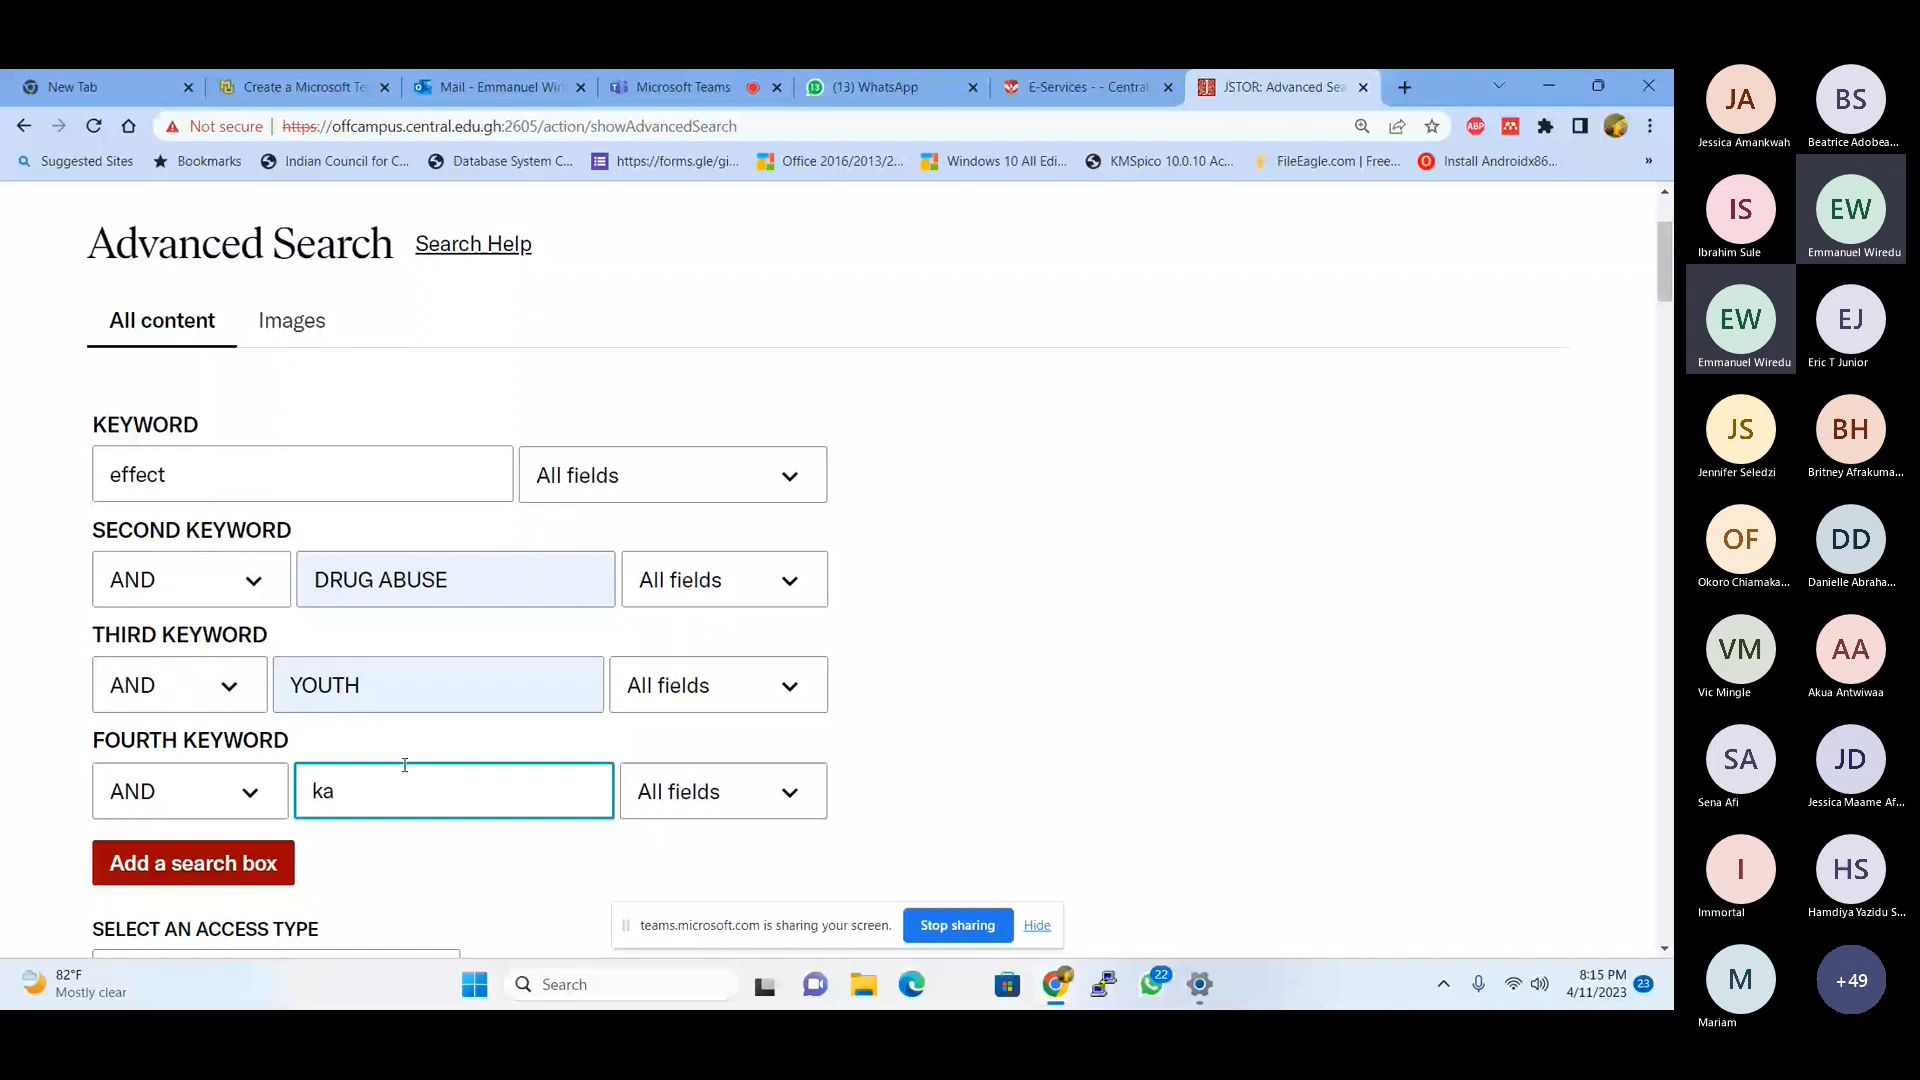 New Tab
Create a Microsoft Te
Mail - Emmanuel Wir
Microsoft Teams
(13) WhatsApp
E-Services - - Central
JSTOR: Advanced Sea
Not secure | https://offcampus.central.edu.gh:2605/action/showAdvancedSearch
ABP
Suggested Sites
Bookmarks
Indian Council for C...
Database System C...
https://forms.gle/gi...
Office 2016/2013/2...
Windows 10 All Edi...
KMSpico 10.0.10 Ac...
FileEagle.com | Free...
Install Androidx86...
»
Advanced Search
Search Help
All content
Images
KEYWORD
effect
All fields
SECOND KEYWORD
AND
DRUG ABUSE
All fields
THIRD KEYWORD
AND
YOUTH
All fields
FOURTH KEYWORD
AND
ka
All fields
Add a search box
SELECT AN ACCESS TYPE
teams.microsoft.com is sharing your screen.
Stop sharing
Hide
82°F
Mostly clear
Search
22
8:15 PM
4/11/2023
23
JA
Jessica Amankwah
BS
Beatrice Adobea...
IS
Ibrahim Sule
EW
Emmanuel Wiredu
EW
Emmanuel Wiredu
EJ
Eric T Junior
JS
Jennifer Seledzi
BH
Britney Afrakuma...
OF
Okoro Chiamaka...
DD
Danielle Abraha...
VM
Vic Mingle
AA
Akua Antwiwaa
SA
Sena Afi
JD
Jessica Maame Af...
I
Immortal
HS
Hamdiya Yazidu S...
M
Mariam
+49